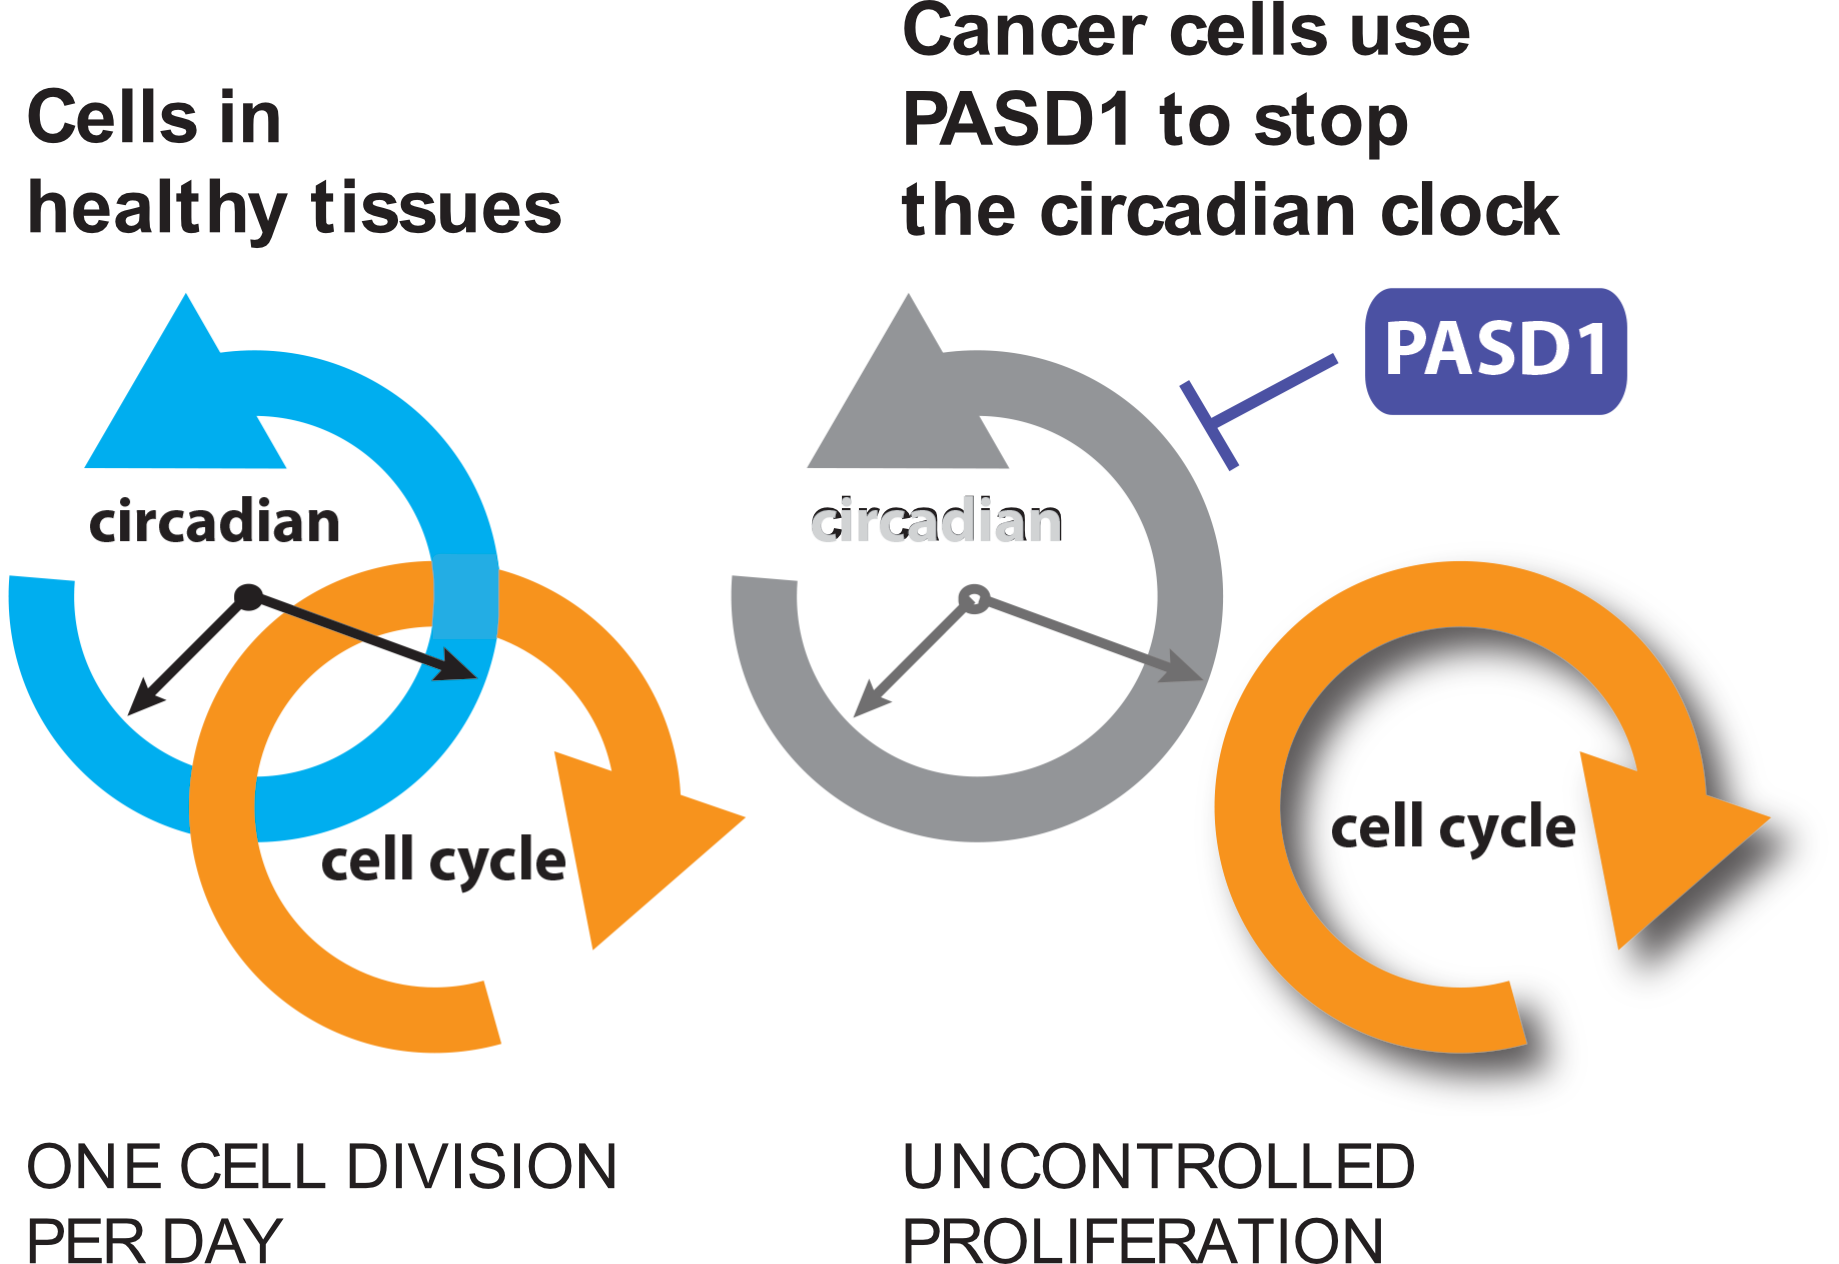 Cells in
healthy tissues
circadian
cell cycle
ONE CELL DIVISION
PER DAY
Cancer cells use
PASD1 to stop
the circadian clock
PASD1
circadian
cell cycle
UNCONTROLLED
PROLIFERATION